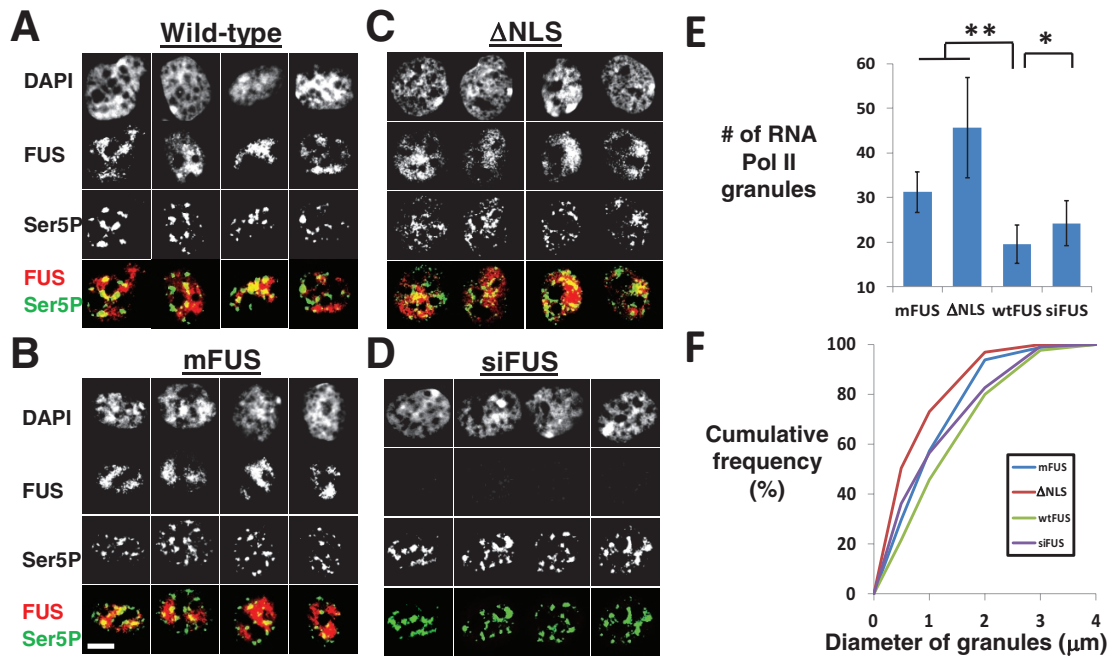 A
Wild-type
DAPI
FUS
Ser5P
FUS
Ser5P
B
mFUS
DAPI
FUS
Ser5P
FUS
Ser5P
C
ΔNLS
D
siFUS
E
# of RNA
Pol II
granules
**
*
60
50
40
30
20
10
mFUS
ΔNLS
wtFUS
siFUS
F
Cumulative
frequency
(%)
100
80
60
40
20
0
mFUS
ΔNLS
wtFUS
siFUS
0
1
2
3
4
Diameter of granules (μm)